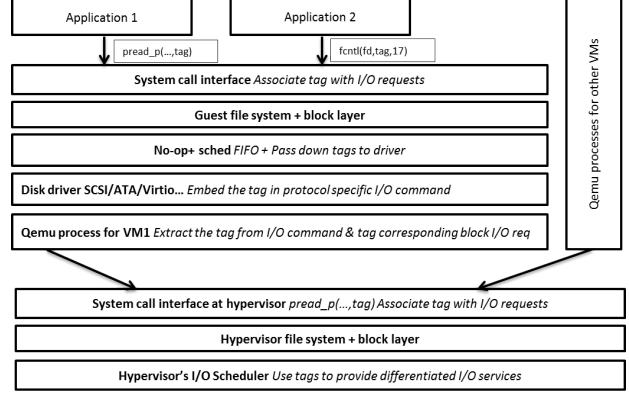 Application 1
Application 2
pread_p(…,tag)
fcntl(fd,tag,17)
System call interface Associate tag with I/O requests
Guest file system + block layer
No-op+ sched FIFO + Pass down tags to driver
Disk driver SCSI/ATA/Virtio… Embed the tag in protocol specific I/O command
Qemu process for VM1 Extract the tag from I/O command & tag corresponding block I/O req
Qemu processes for other VMs
System call interface at hypervisor pread_p(…,tag) Associate tag with I/O requests
Hypervisor file system + block layer
Hypervisor's I/O Scheduler Use tags to provide differentiated I/O services